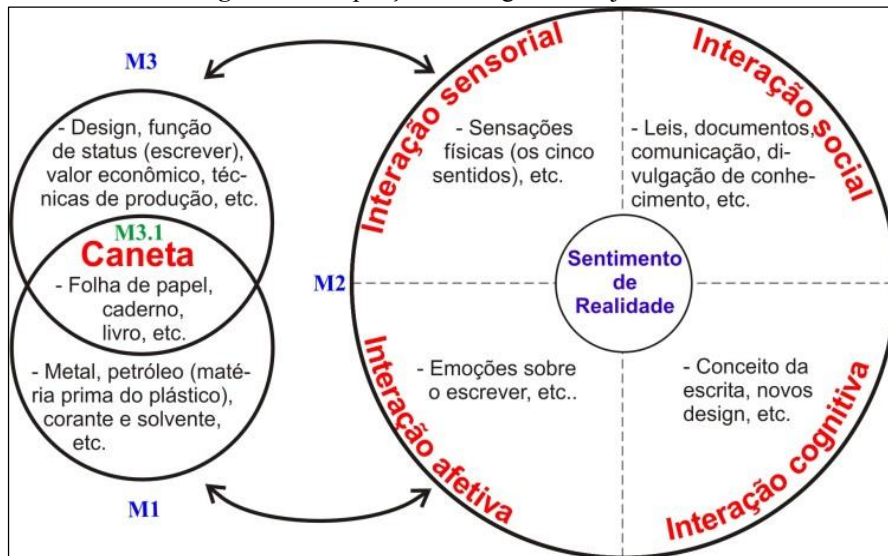 M3
- Design, função
de status (escrever),
valor econômico, téc-
nicas de produção, etc.
M3.1
Caneta
- Folha de papel,
caderno,
livro, etc.
- Metal, petróleo (maté-
ria prima do plástico),
corante e solvente,
etc.
M1
M2
Interação sensorial
- Sensações
físicas (os cinco
sentidos), etc.
Interação social
- Leis, documentos,
comunicação, di-
vulgação de conhe-
cimento, etc.
Sentimento
de
Realidade
Interação afetiva
- Emoções sobre
o escrever, etc..
Interação cognitiva
- Conceito da
escrita, novos
design, etc.